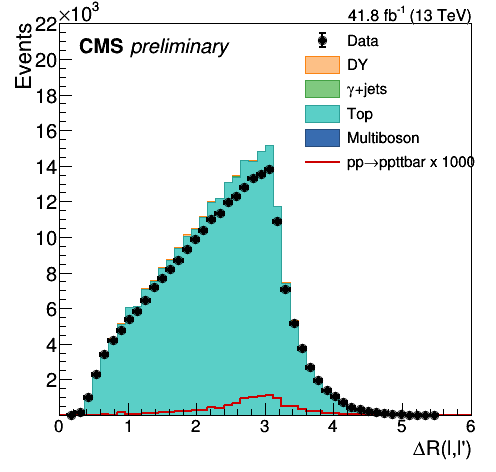 ×10³
41.8 fb⁻¹ (13 TeV)
Events
CMS preliminary
Data
DY
γ+jets
Top
Multiboson
pp→ppttbar x 1000
22
20
18
16
14
12
10
8
6
4
2
0 1 2 3 4 5 6
ΔR(l,l')